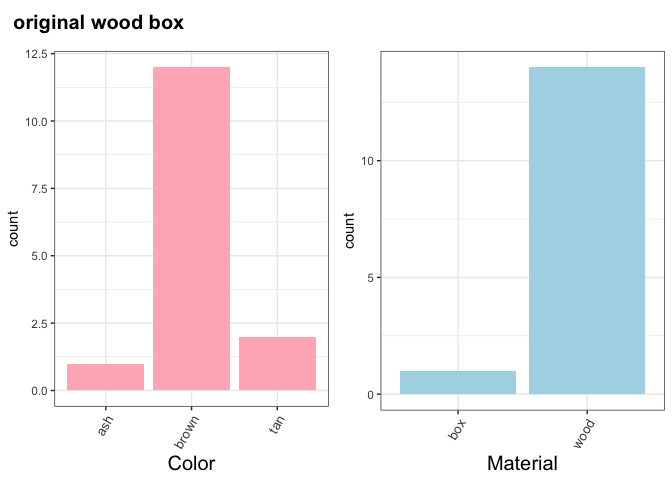 original wood box
12.5
10.0
7.5
5.0
2.5
0.0
count
ash
brown
tan
Color
10
5
0
count
box
wood
Material